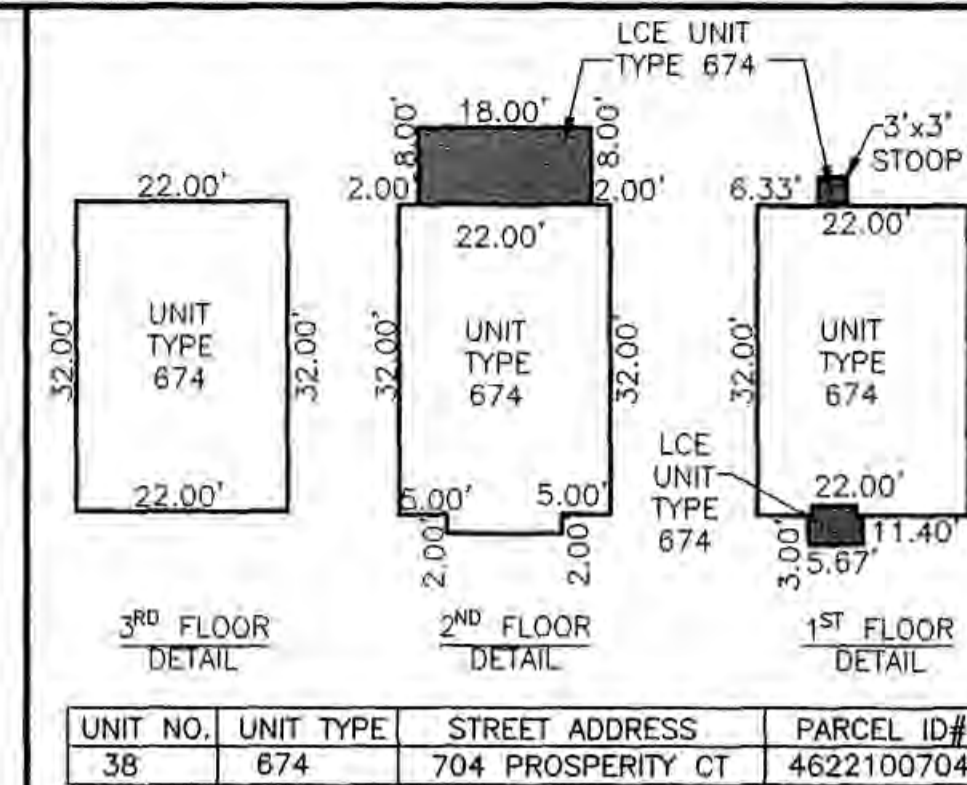 LCE UNIT
TYPE 674
18.00'
8.00'
8.00'
3'x3'
STOOP
22.00'
2.00'
2.00'
6.33'
22.00'
22.00'
UNIT
TYPE
674
32.00'
32.00'
UNIT
TYPE
674
32.00'
32.00'
UNIT
TYPE
674
32.00'
LCE
UNIT
TYPE
674
22.00'
5.00'
5.00'
22.00'
2.00'
2.00'
3.00'
5.67'
11.40'
3RD FLOOR
DETAIL
2ND FLOOR
DETAIL
1ST FLOOR
DETAIL
UNIT NO. UNIT TYPE STREET ADDRESS PARCEL ID#
38 674 704 PROSPERITY CT 4622100704